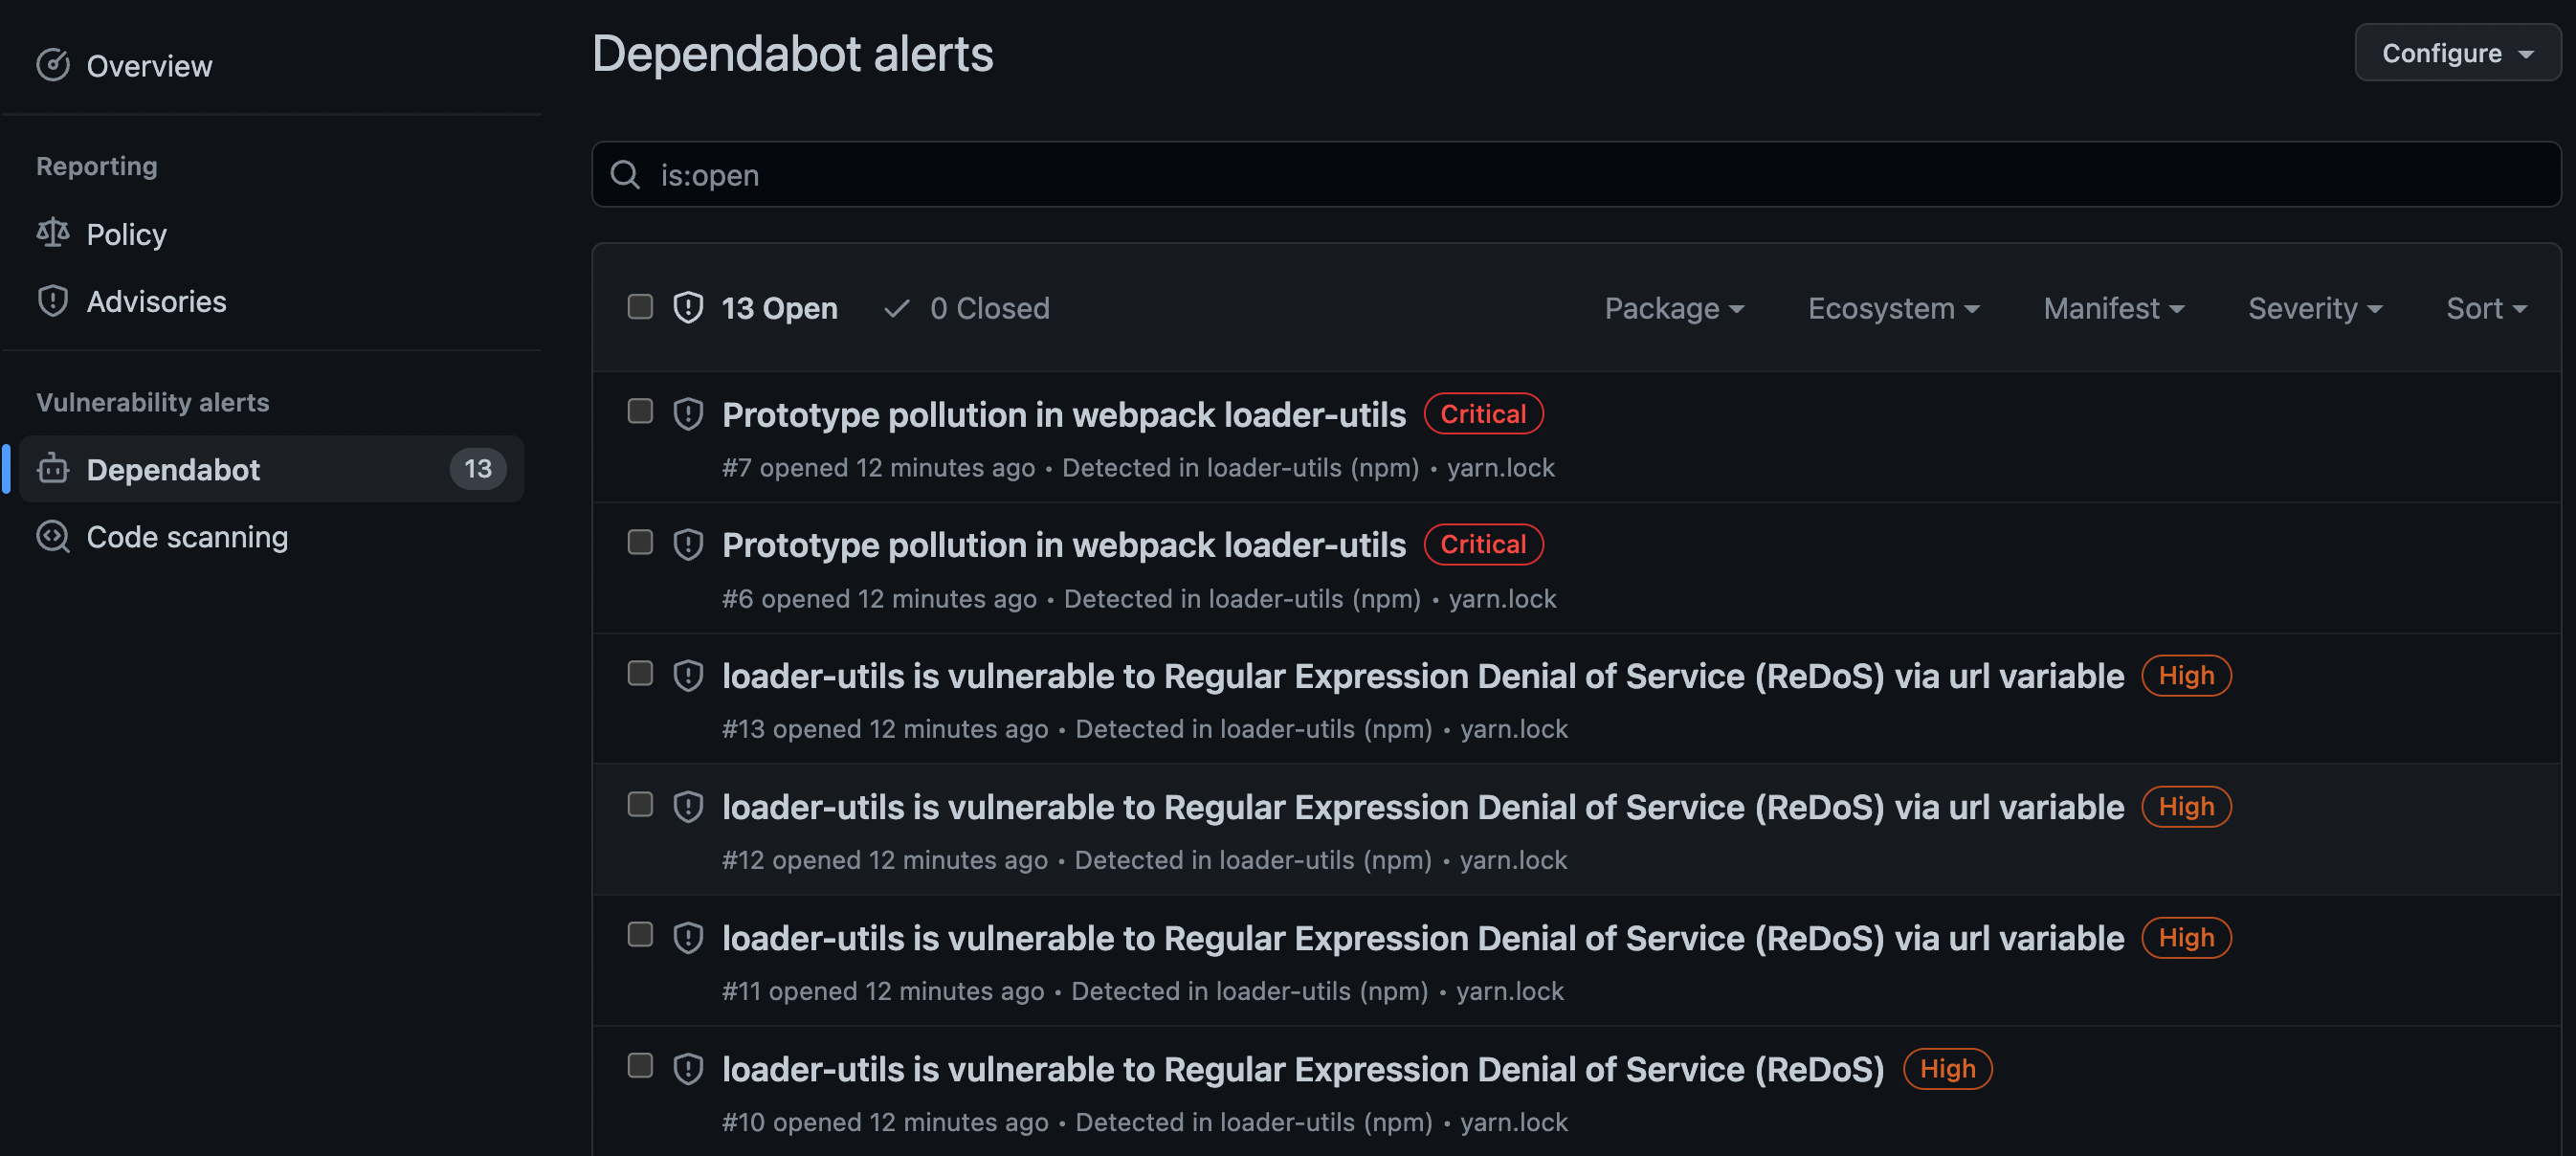 Overview
Reporting
Policy
Advisories
Vulnerability alerts
Dependabot 13
Code scanning
Dependabot alerts
Configure
is:open
13 Open 0 Closed Package Ecosystem Manifest Severity Sort
Prototype pollution in webpack loader-utils Critical
#7 opened 12 minutes ago • Detected in loader-utils (npm) • yarn.lock
Prototype pollution in webpack loader-utils Critical
#6 opened 12 minutes ago • Detected in loader-utils (npm) • yarn.lock
loader-utils is vulnerable to Regular Expression Denial of Service (ReDoS) via url variable High
#13 opened 12 minutes ago • Detected in loader-utils (npm) • yarn.lock
loader-utils is vulnerable to Regular Expression Denial of Service (ReDoS) via url variable High
#12 opened 12 minutes ago • Detected in loader-utils (npm) • yarn.lock
loader-utils is vulnerable to Regular Expression Denial of Service (ReDoS) via url variable High
#11 opened 12 minutes ago • Detected in loader-utils (npm) • yarn.lock
loader-utils is vulnerable to Regular Expression Denial of Service (ReDoS) High
#10 opened 12 minutes ago • Detected in loader-utils (npm) • yarn.lock